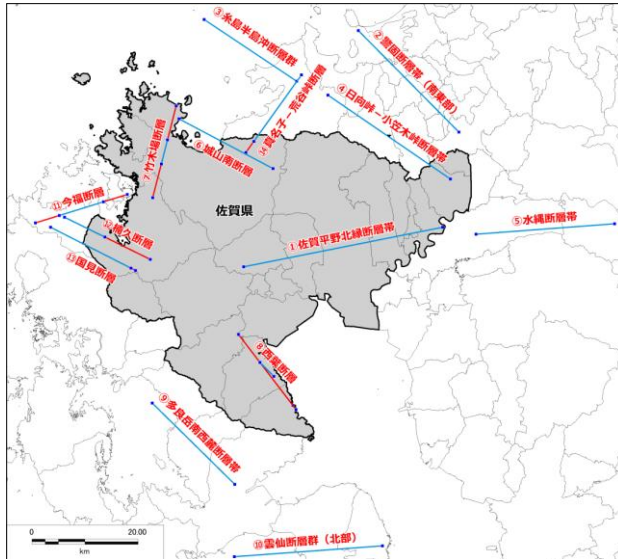 ③糸島半島沖断層群
②警固断層帯（南東部）
④日向峠－小笠木峠断層帯
⑭真名子－荒谷峠断層
⑥城山南断層
⑦竹木場断層
⑪今福断層
⑫楠久断層
⑬国見断層
佐賀県
①佐賀平野北縁断層帯
⑤水縄断層帯
⑧西葉断層
⑨多良岳南西麓断層帯
⑩雲仙断層群（北部）
0 20.00
km